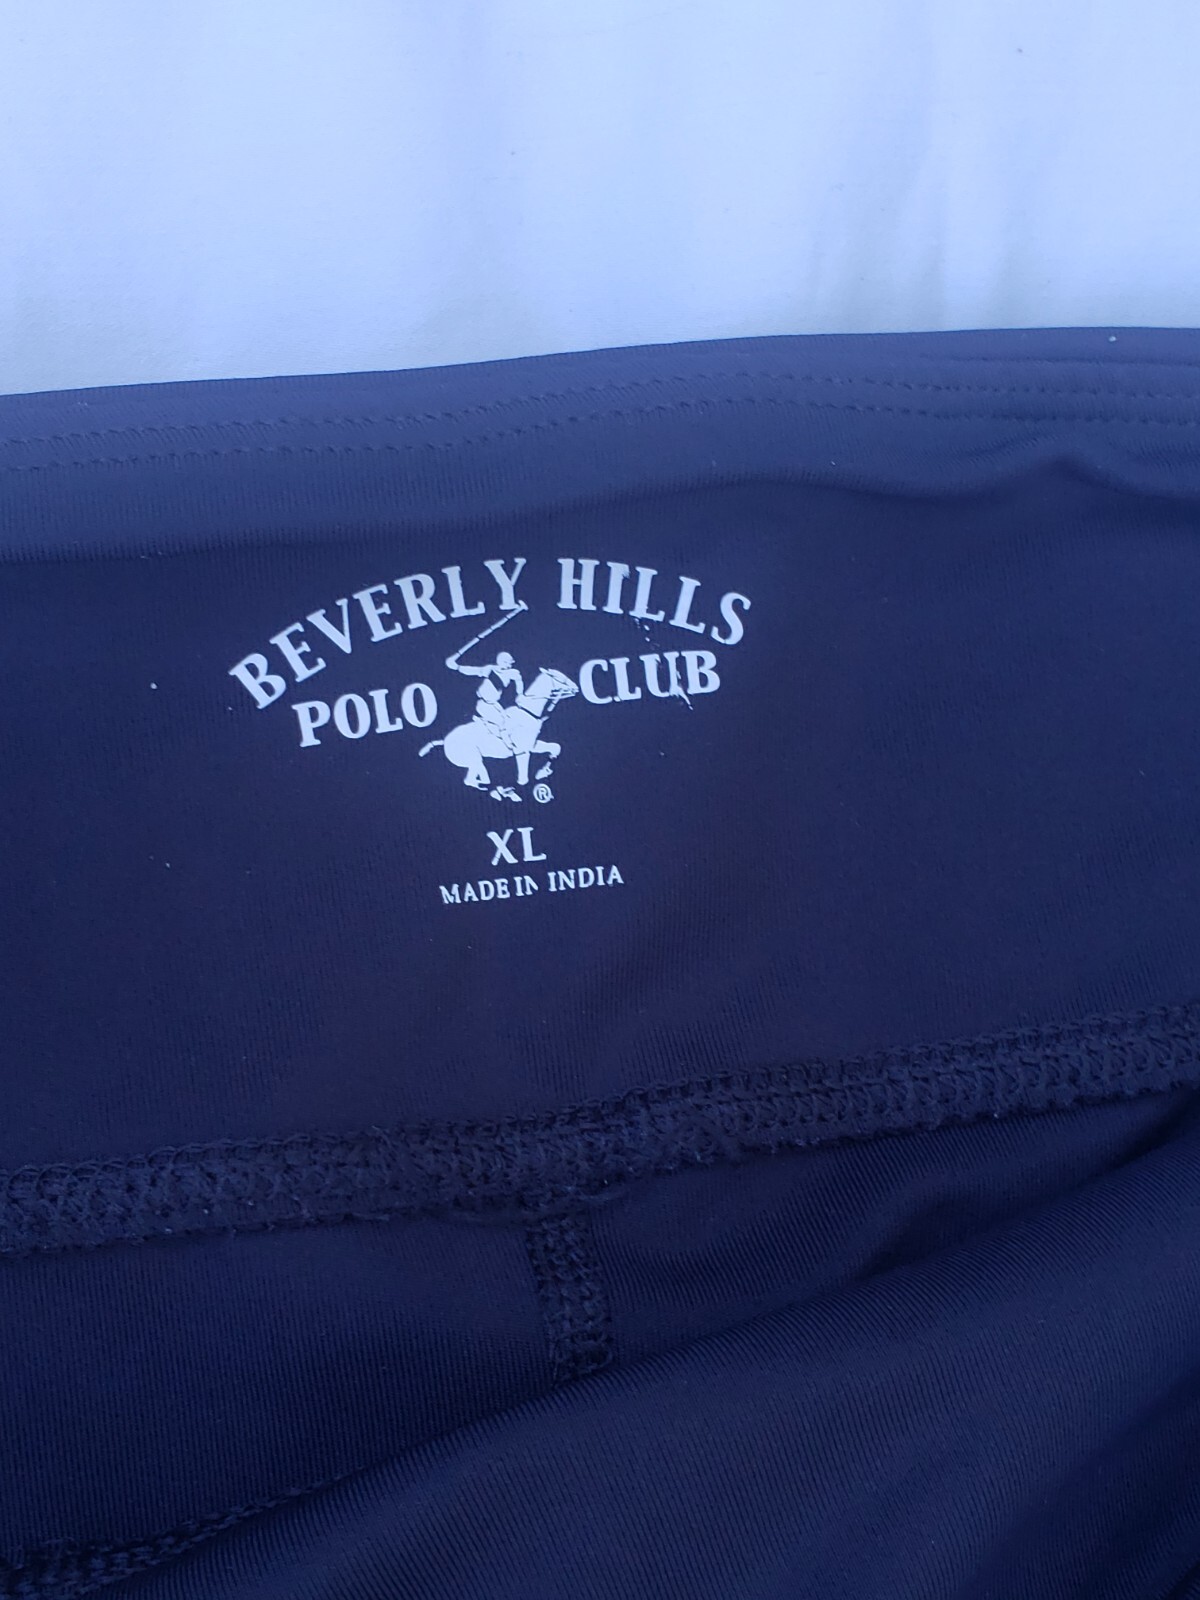 BEVERLY HILLS
POLO CLUB
®
XL
MADE IN INDIA